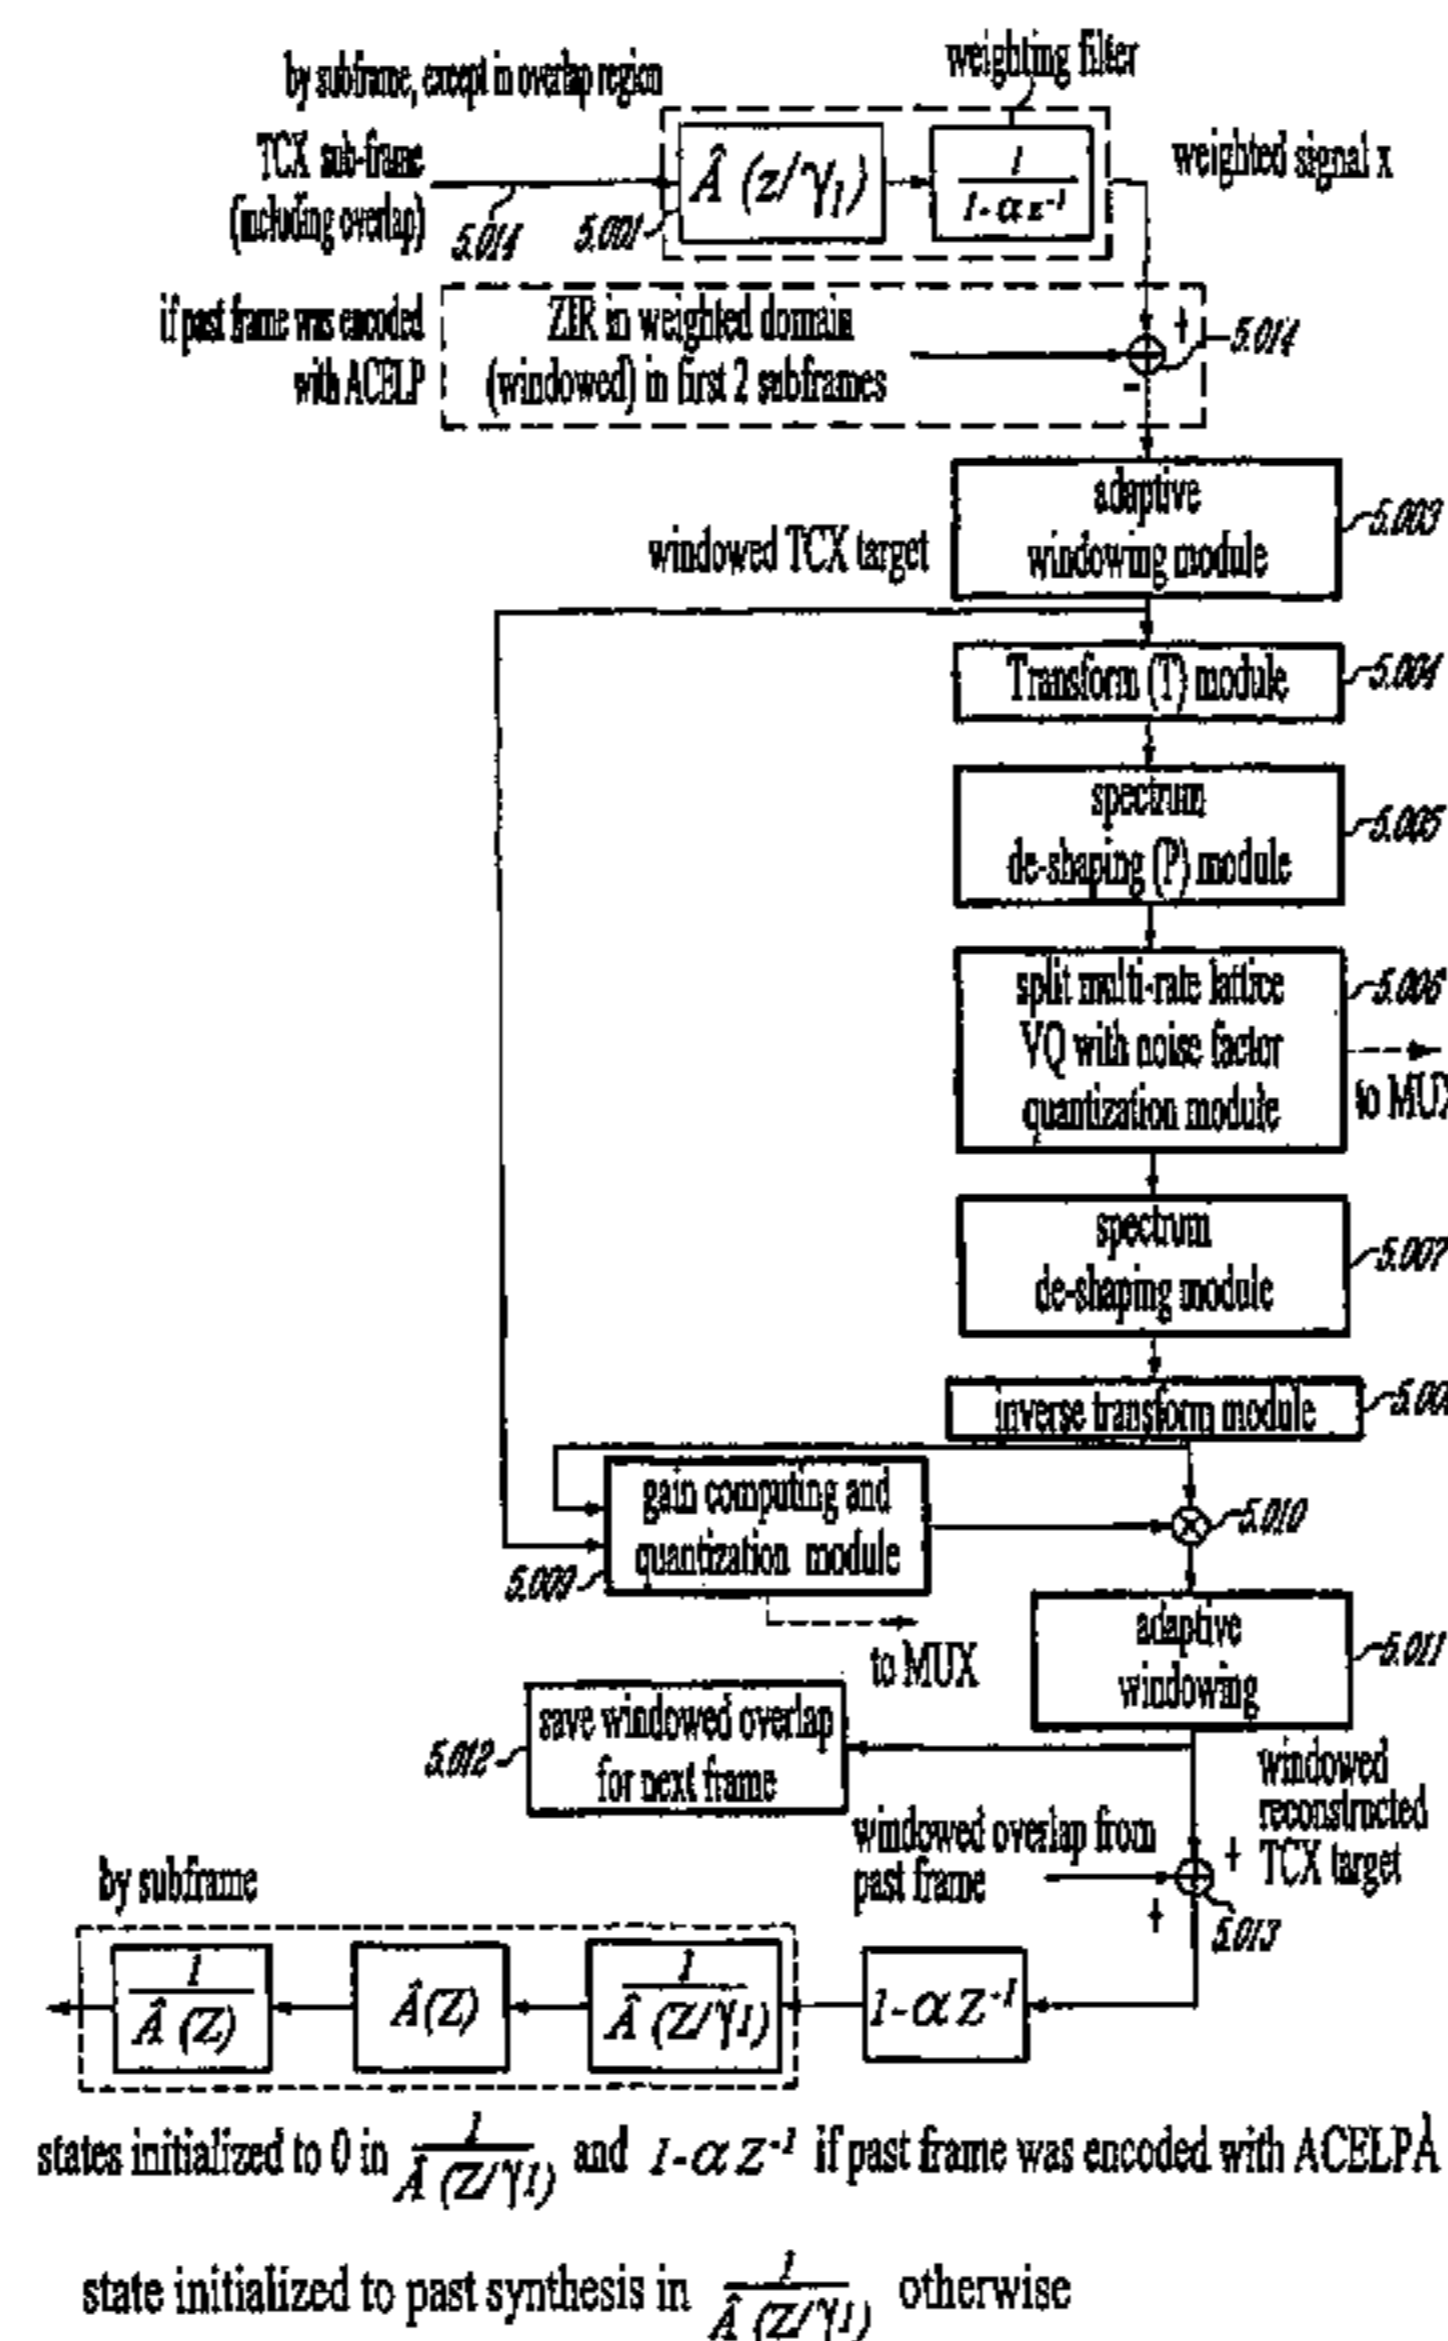 weighting filter
by subframe, except in overlap region
TCX sub-frame
(including overlap)
5.014
5.001
Â (z/γ1)
1
1-αz⁻¹
weighted signal x
if past frame was encoded
with ACELP
ZIR in weighted domain
(windowed) in first 2 subframes
+
-
5.014
adaptive
windowing module
5.003
windowed TCX target
Transform (T) module
5.004
spectrum
de-shaping (P) module
5.005
split multi-rate lattice
VQ with noise factor
quantization module
5.006
to MUX
spectrum
de-shaping module
5.007
inverse transform module
gain computing and
quantization module
5.009
5.010
to MUX
adaptive
windowing
5.011
save windowed overlap
for next frame
5.012
windowed
reconstructed
TCX target
windowed overlap from
past frame
+
+
5.013
by subframe
1
Â (Z)
Â(Z)
1
Â (Z/γ1)
1-αZ⁻¹
states initialized to 0 in 1/Â (Z/γ1) and 1-αZ⁻¹ if past frame was encoded with ACELPÀ
state initialized to past synthesis in 1/Â (Z/γ1) otherwise